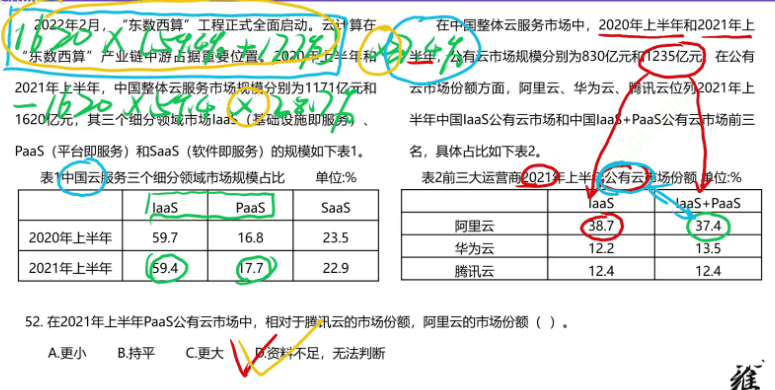 2022年2月，“东数西算”工程正式全面启动。云计算在
“东数西算”产业链中游占据重要位置。2020年上半年和
2021年上半年，中国整体云服务市场规模分别为1171亿元和
1620亿元，其三个细分领域市场IaaS（基础设施即服务）、
PaaS（平台即服务）和SaaS（软件即服务）的规模如下表1。
1620×(59.4%+17.7%)×37.4%
-1620×59.4×38.7%
表1中国云服务三个细分领域市场规模占比 单位:%
IaaS PaaS SaaS
2020年上半年 59.7 16.8 23.5
2021年上半年 59.4 17.7 22.9
在中国整体云服务市场中，2020年上半年和2021年上
半年，公有云市场规模分别为830亿元和1235亿元。在公有
云市场份额方面，阿里云、华为云、腾讯云位列2021年上
半年中国IaaS公有云市场和中国IaaS+PaaS公有云市场前三
名，具体占比如下表2。
表2前三大运营商2021年上半年公有云市场份额 单位:%
IaaS IaaS+PaaS
阿里云 38.7 37.4
华为云 12.2 13.5
腾讯云 12.4 12.4
52. 在2021年上半年PaaS公有云市场中，相对于腾讯云的市场份额，阿里云的市场份额（ ）。
A.更小 B.持平 C.更大 D.资料不足，无法判断